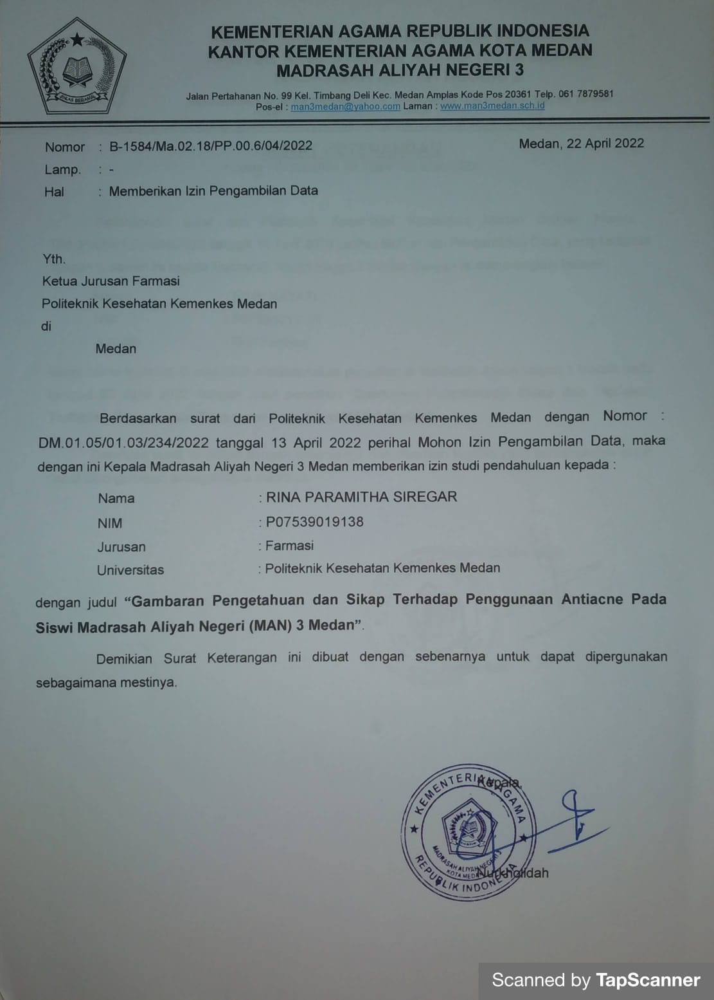 KEMENTERIAN AGAMA REPUBLIK INDONESIA
KANTOR KEMENTERIAN AGAMA KOTA MEDAN
MADRASAH ALIYAH NEGERI 3
Jalan Pertahanan No. 99 Kel. Timbang Deli Kec. Medan Amplas Kode Pos 20361 Telp. 061 7879581
Pos-el : man3medan@yahoo.com Laman : www.man3medan.sch.id
IKHLAS BERAMAL
Nomor : B-1584/Ma.02.18/PP.00.6/04/2022 Medan, 22 April 2022
Lamp. : -
Hal : Memberikan Izin Pengambilan Data
Yth.
Ketua Jurusan Farmasi
Politeknik Kesehatan Kemenkes Medan
di
Medan
Berdasarkan surat dari Politeknik Kesehatan Kemenkes Medan dengan Nomor :
DM.01.05/01.03/234/2022 tanggal 13 April 2022 perihal Mohon Izin Pengambilan Data, maka
dengan ini Kepala Madrasah Aliyah Negeri 3 Medan memberikan izin studi pendahuluan kepada :
Nama : RINA PARAMITHA SIREGAR
NIM : P07539019138
Jurusan : Farmasi
Universitas : Politeknik Kesehatan Kemenkes Medan
dengan judul “Gambaran Pengetahuan dan Sikap Terhadap Penggunaan Antiacne Pada
Siswi Madrasah Aliyah Negeri (MAN) 3 Medan”.
Demikian Surat Keterangan ini dibuat dengan sebenarnya untuk dapat dipergunakan
sebagaimana mestinya.
Kepala,
KEMENTERIAN AGAMA
MADRASAH ALIYAH NEGERI 3
KOTA MEDAN
REPUBLIK INDONESIA
Nurkholidah
Scanned by TapScanner